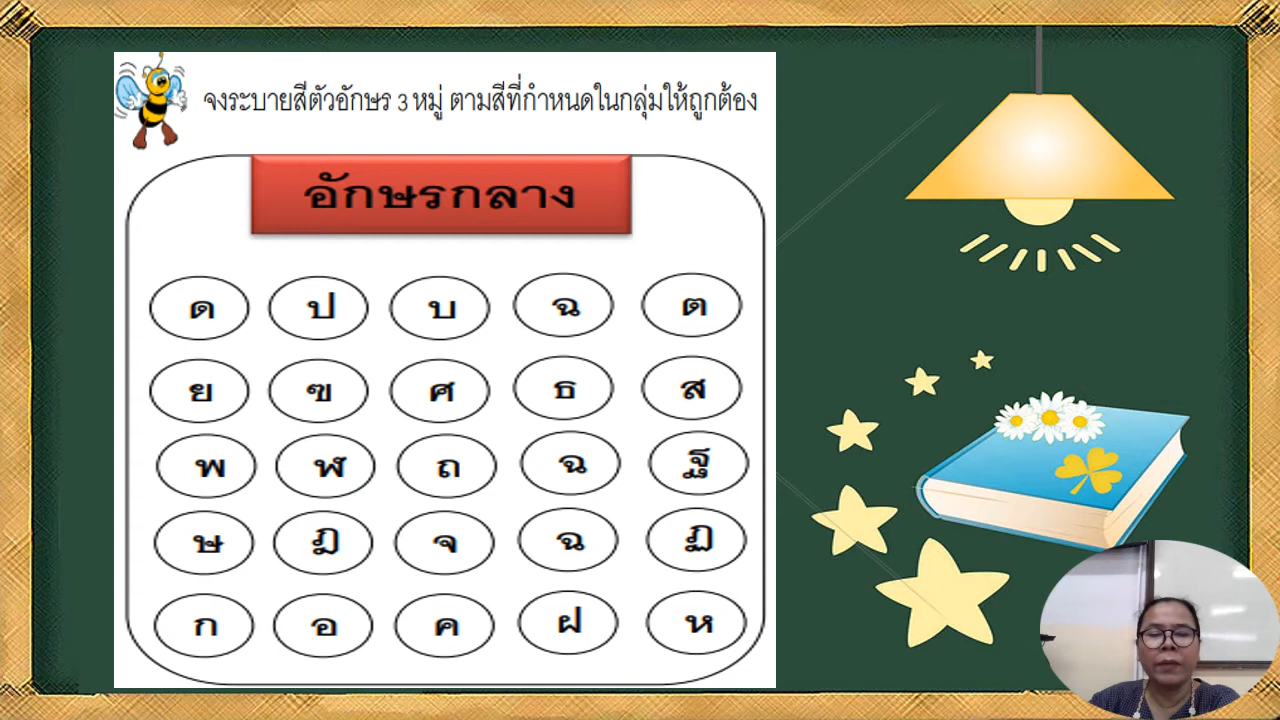 จงระบายสีตัวอักษร 3 หมู่ ตามสีที่กำหนดในกลุ่มให้ถูกต้อง
อักษรกลาง
ด ป บ ฉ ต
ย ฃ ศ ธ ส
พ ฬ ถ ฉ ฐ
ษ ฎ จ ฉ ฏ
ก อ ค ฝ ห